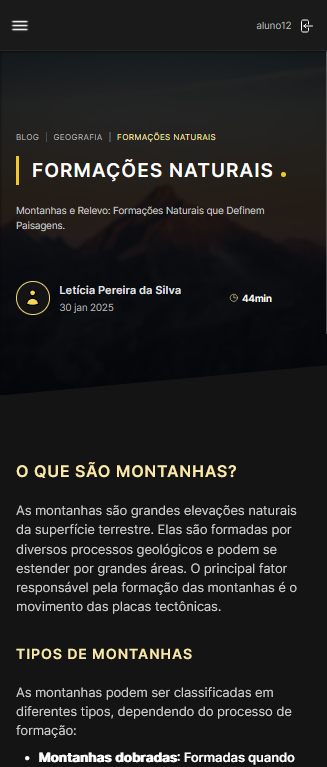 aluno12
BLOG | GEOGRAFIA | FORMAÇÕES NATURAIS
FORMAÇÕES NATURAIS .
Montanhas e Relevo: Formações Naturais que Definem
Paisagens.
Letícia Pereira da Silva
30 jan 2025
44min
O QUE SÃO MONTANHAS?
As montanhas são grandes elevações naturais
da superfície terrestre. Elas são formadas por
diversos processos geológicos e podem se
estender por grandes áreas. O principal fator
responsável pela formação das montanhas é o
movimento das placas tectônicas.
TIPOS DE MONTANHAS
As montanhas podem ser classificadas em
diferentes tipos, dependendo do processo de
formação:
• Montanhas dobradas: Formadas quando